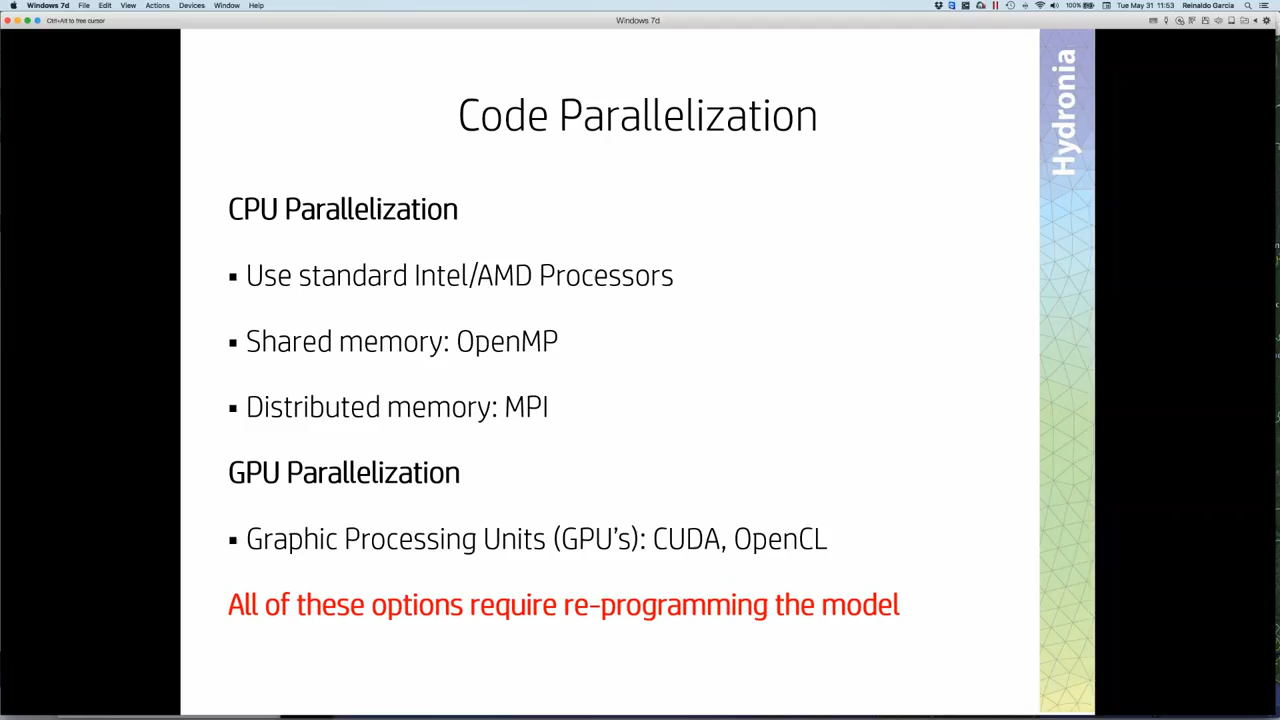 Windows 7d File Edit View Actions Devices Window Help
100% Tue May 31 11:53 Reinaldo Garcia
Ctrl+Alt to free cursor
Windows 7d
Hydronia
Code Parallelization
CPU Parallelization
▪ Use standard Intel/AMD Processors
▪ Shared memory: OpenMP
▪ Distributed memory: MPI
GPU Parallelization
▪ Graphic Processing Units (GPU's): CUDA, OpenCL
All of these options require re-programming the model